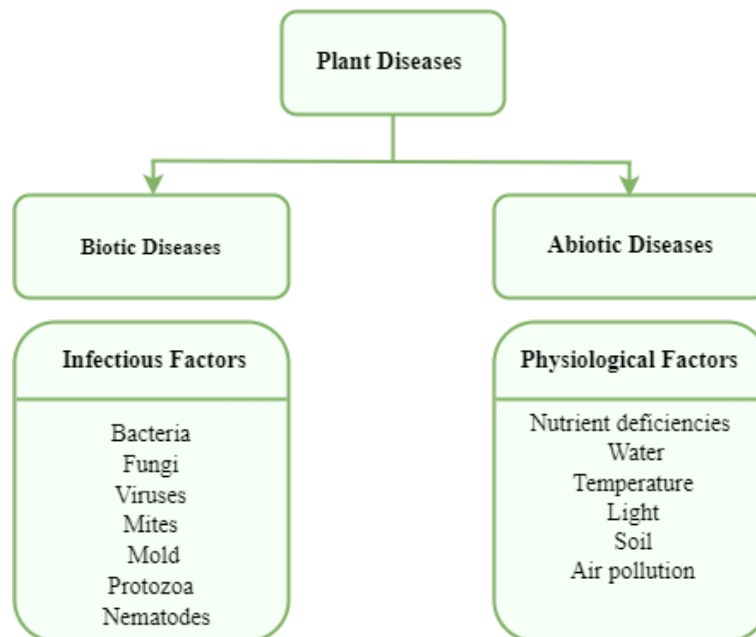 Plant Diseases
Biotic Diseases
Abiotic Diseases
Infectious Factors
Bacteria
Fungi
Viruses
Mites
Mold
Protozoa
Nematodes
Physiological Factors
Nutrient deficiencies
Water
Temperature
Light
Soil
Air pollution